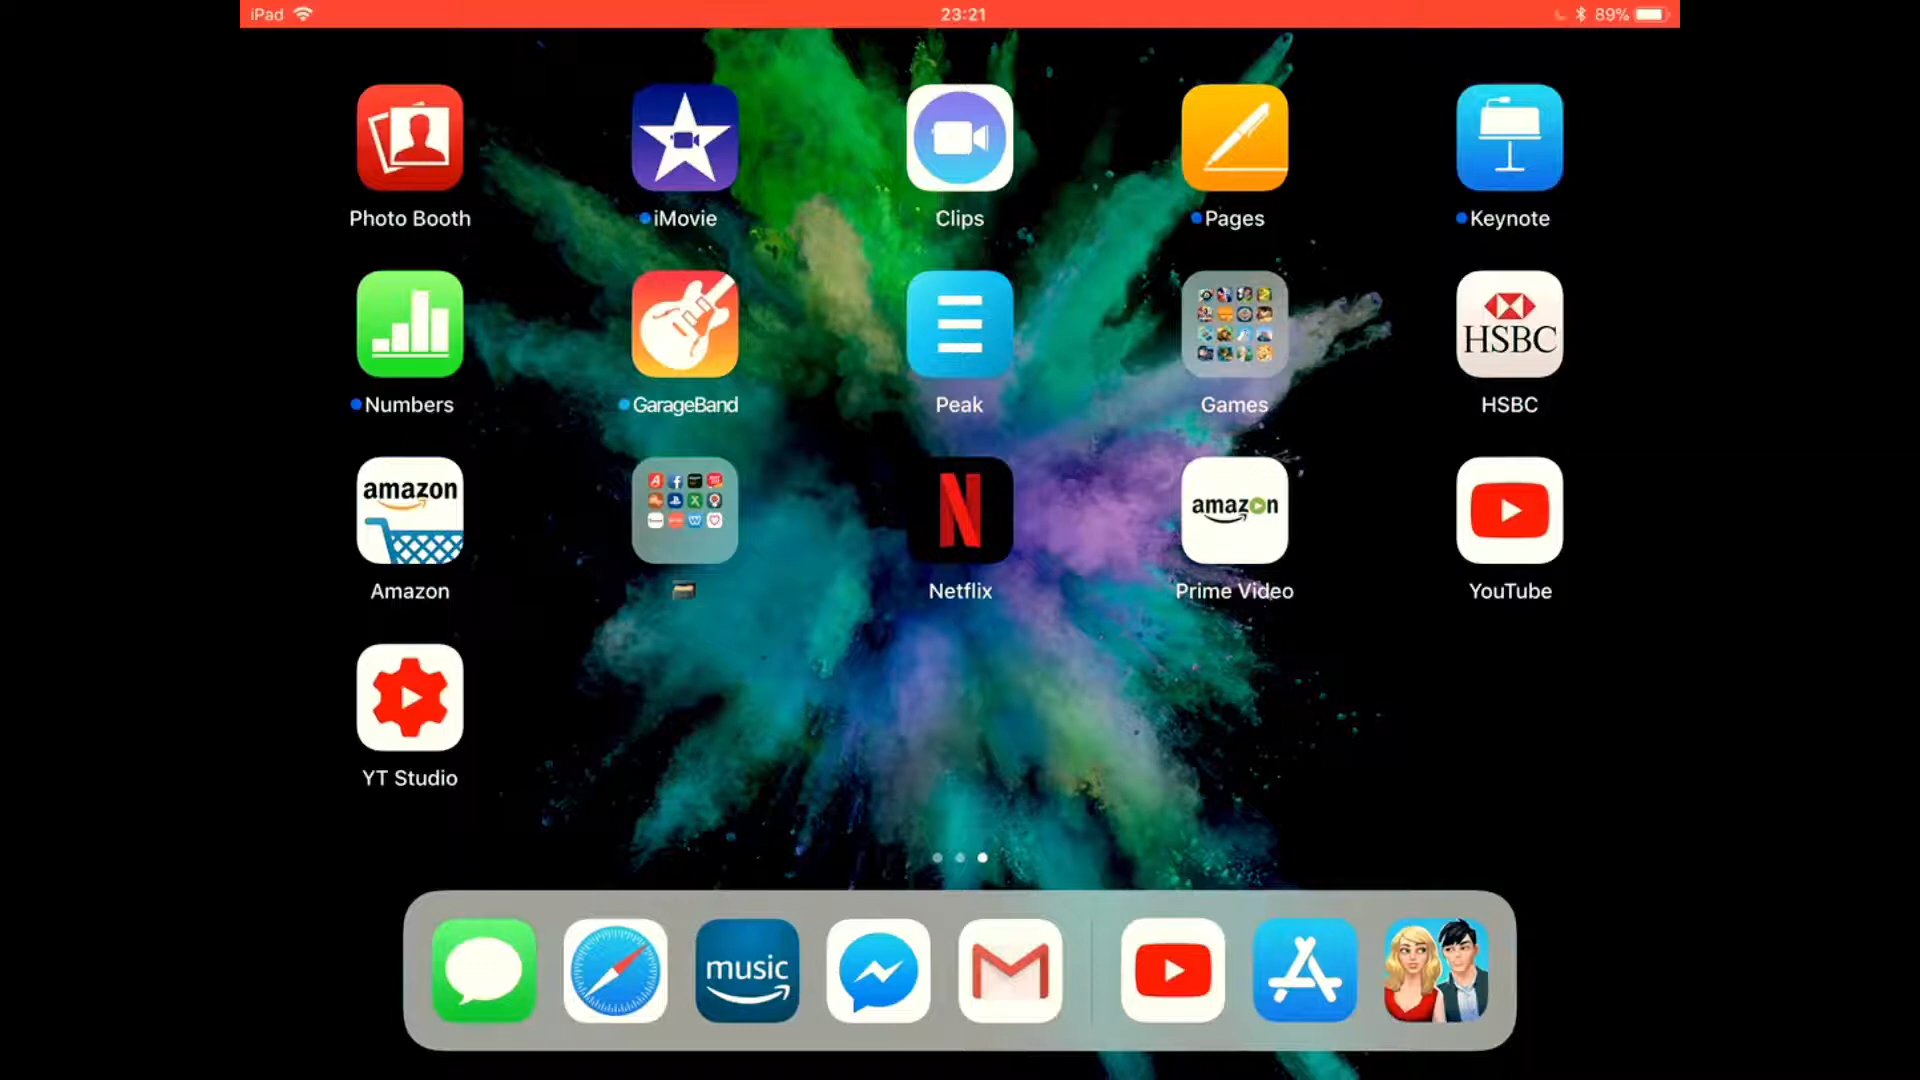 iPad 23:21 89%
Photo Booth iMovie Clips Pages Keynote
HSBC
Numbers GarageBand Peak Games HSBC
amazon amazon
Amazon Netflix Prime Video YouTube
YT Studio
music